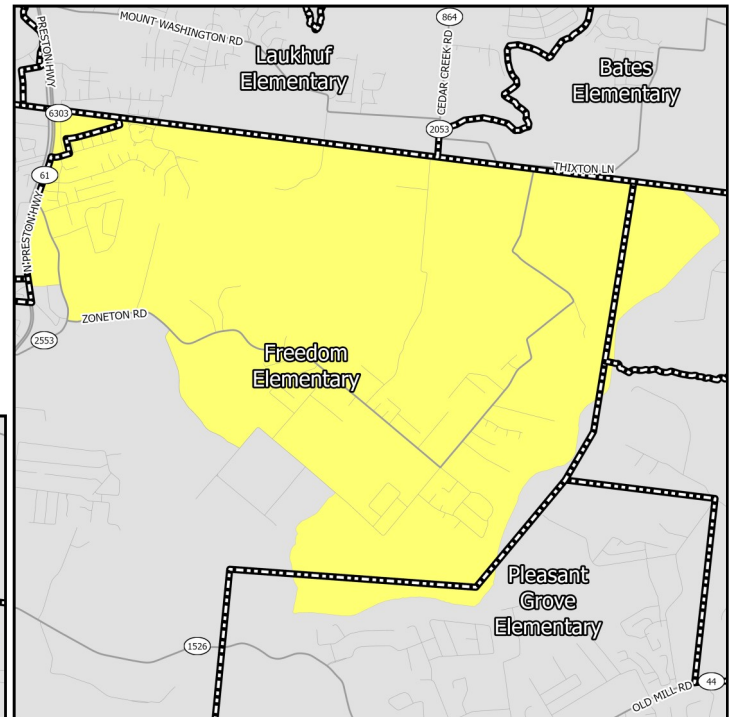 864
MOUNT WASHINGTON RD
PRESTON HWY
CEDAR CREEK RD
Laukhuf
Elementary
Bates
Elementary
6303
2053
THIXTON LN
61
N PRESTON HWY
ZONETON RD
2553
Freedom
Elementary
Pleasant
Grove
Elementary
1526
44
OLD MILL RD